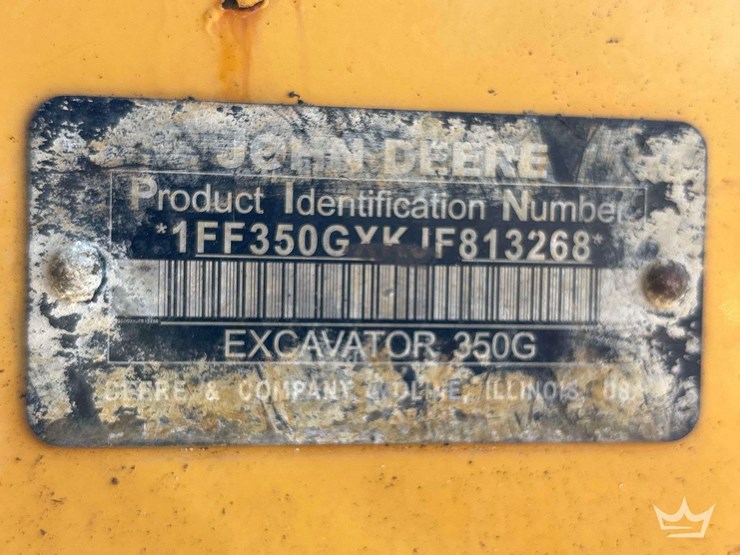 JOHN DEERE
Product Identification Number
*1FF350GXKJF813268*
EXCAVATOR 350G
DEERE & COMPANY MOLINE, ILLINOIS, USA